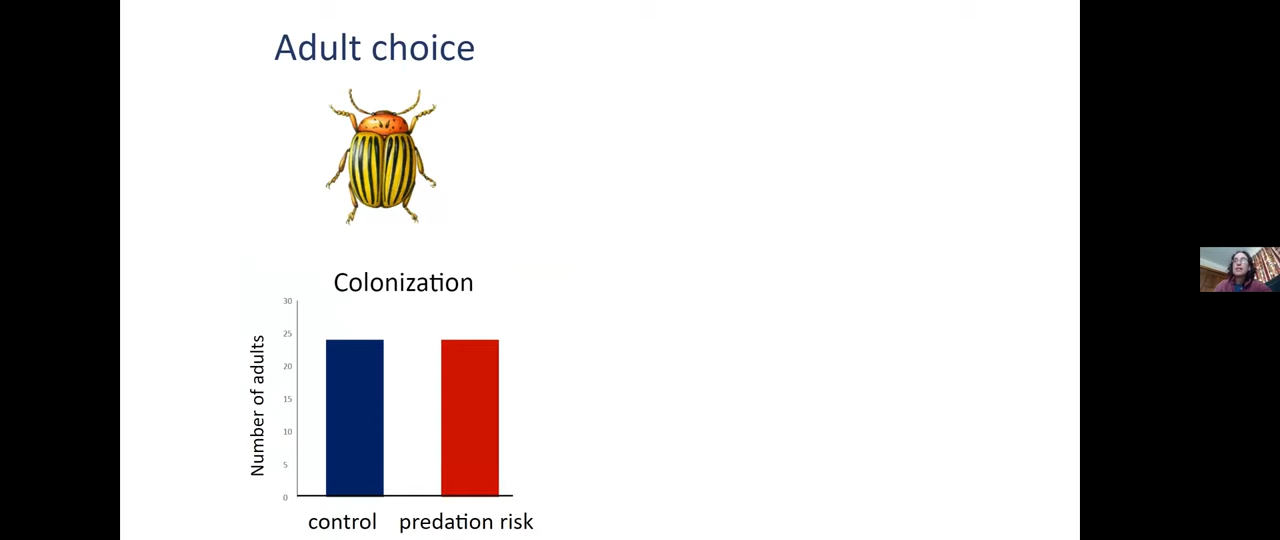 Adult choice
Colonization
Number of adults
30
25
20
15
10
5
0
control
predation risk